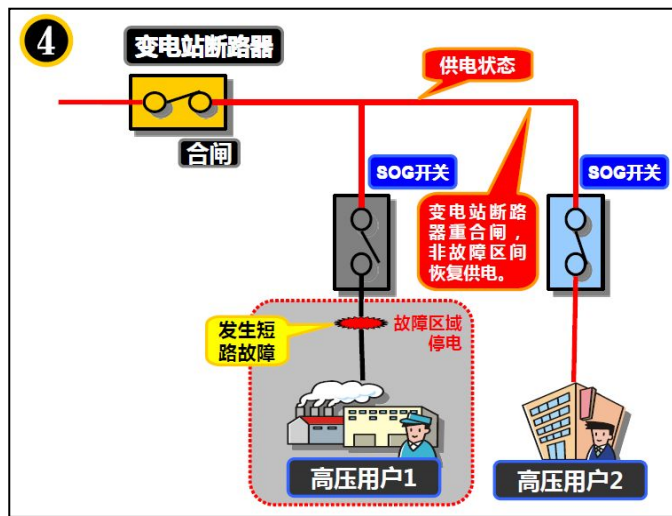 4
变电站断路器
供电状态
合闸
SOG开关
SOG开关
变电站断路
器重合闸，
非故障区间
恢复供电。
发生短
路故障
故障区域
停电
高压用户1
高压用户2